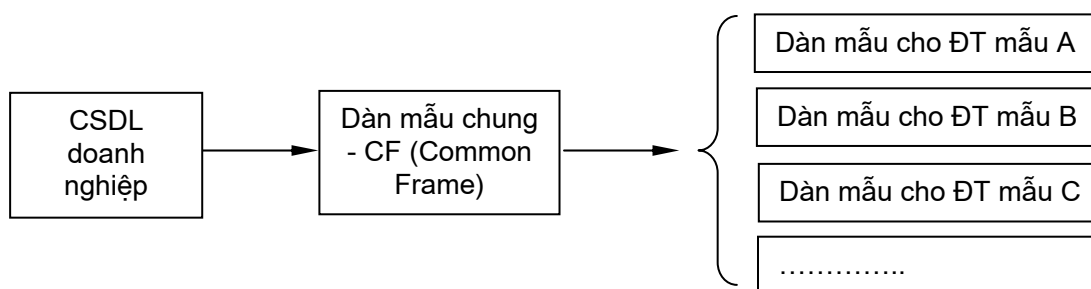 CSDL
doanh
nghiệp
Dàn mẫu chung
- CF (Common
Frame)
Dàn mẫu cho ĐT mẫu A
Dàn mẫu cho ĐT mẫu B
Dàn mẫu cho ĐT mẫu C
…………..